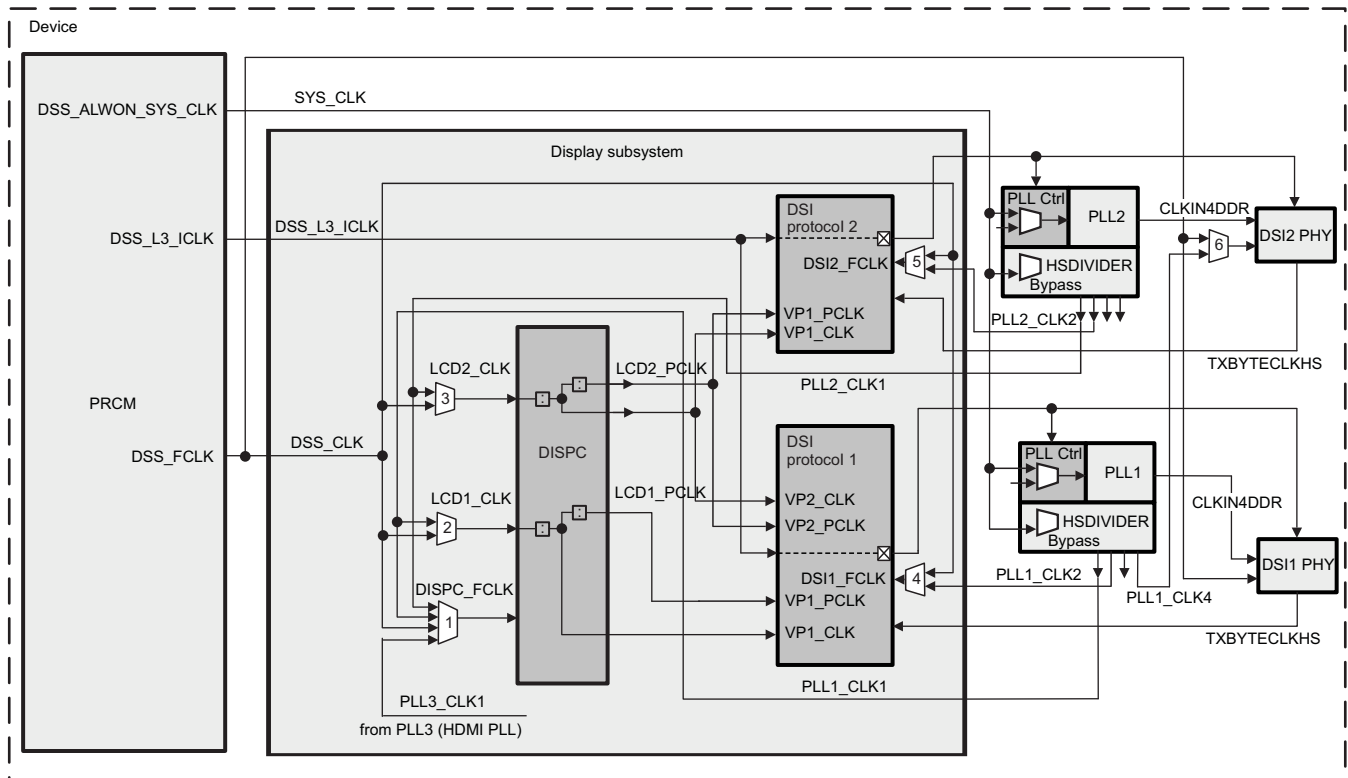 Device
DSS_ALWON_SYS_CLK
SYS_CLK
Display subsystem
DSI
protocol 2
PLL Ctrl
PLL2
CLKIN4DDR
DSI2 PHY
DSS_L3_ICLK
DSS_L3_ICLK
DSI2_FCLK
5
6
HSDIVIDER
Bypass
VP1_PCLK
VP1_CLK
PLL2_CLK2
TXBYTECLKHS
LCD2_CLK
LCD2_PCLK
PLL2_CLK1
3
:
:
PRCM
DSS_FCLK
DSS_CLK
DISPC
DSI
protocol 1
PLL Ctrl
PLL1
LCD1_CLK
LCD1_PCLK
VP2_CLK
CLKIN4DDR
2
:
:
VP2_PCLK
HSDIVIDER
Bypass
DSI1 PHY
DSI1_FCLK
4
PLL1_CLK2
DISPC_FCLK
VP1_PCLK
PLL1_CLK4
1
VP1_CLK
TXBYTECLKHS
PLL1_CLK1
PLL3_CLK1
from PLL3 (HDMI PLL)